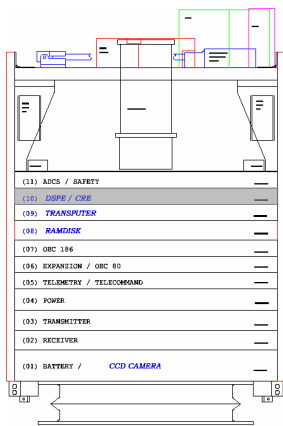 (11) ADCS / SAFETY
(10) DSPE / CRE
(09) TRANSPUTER
(08) RAMDISK
(07) OBC 186
(06) EXPANSION / OBC 80
(05) TELEMETRY / TELECOMMAND
(04) POWER
(03) TRANSMITTER
(02) RECEIVER
(01) BATTERY / CCD CAMERA